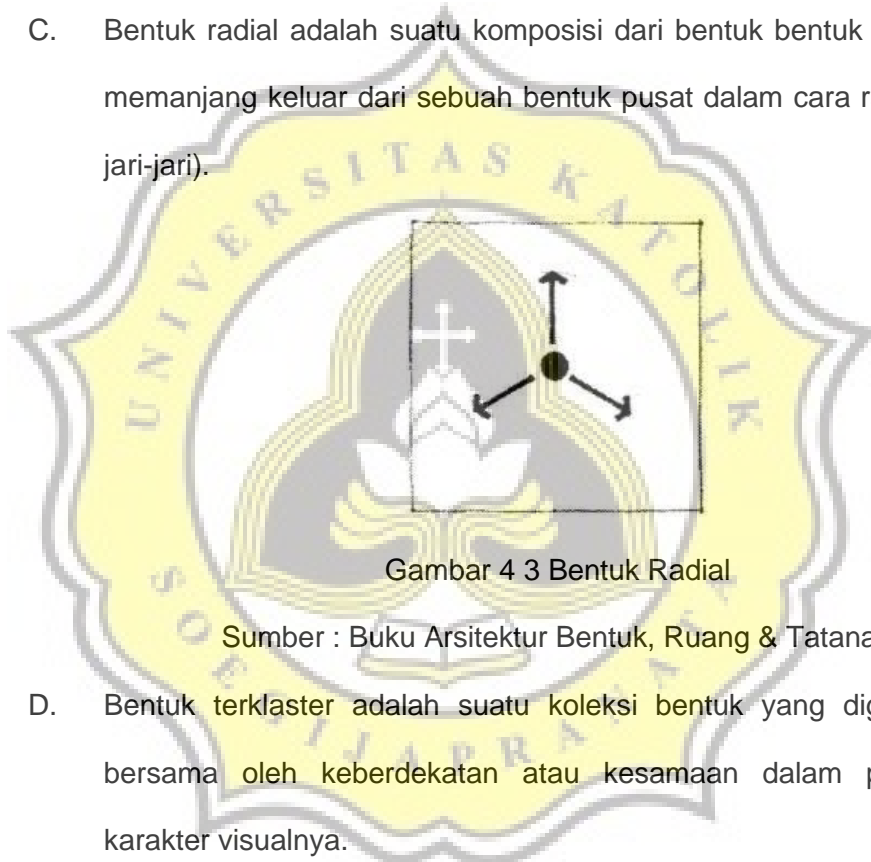 C. Bentuk radial adalah suatu komposisi dari bentuk bentuk
memanjang keluar dari sebuah bentuk pusat dalam cara
jari-jari).
UNIVERSITAS KATOLIK
Gambar 4 3 Bentuk Radial
Sumber : Buku Arsitektur Bentuk, Ruang &
SOEGIJAPRANATA
D. Bentuk terklaster adalah suatu koleksi bentuk yang
bersama oleh keberdekatan atau kesamaan dalam
karakter visualnya.